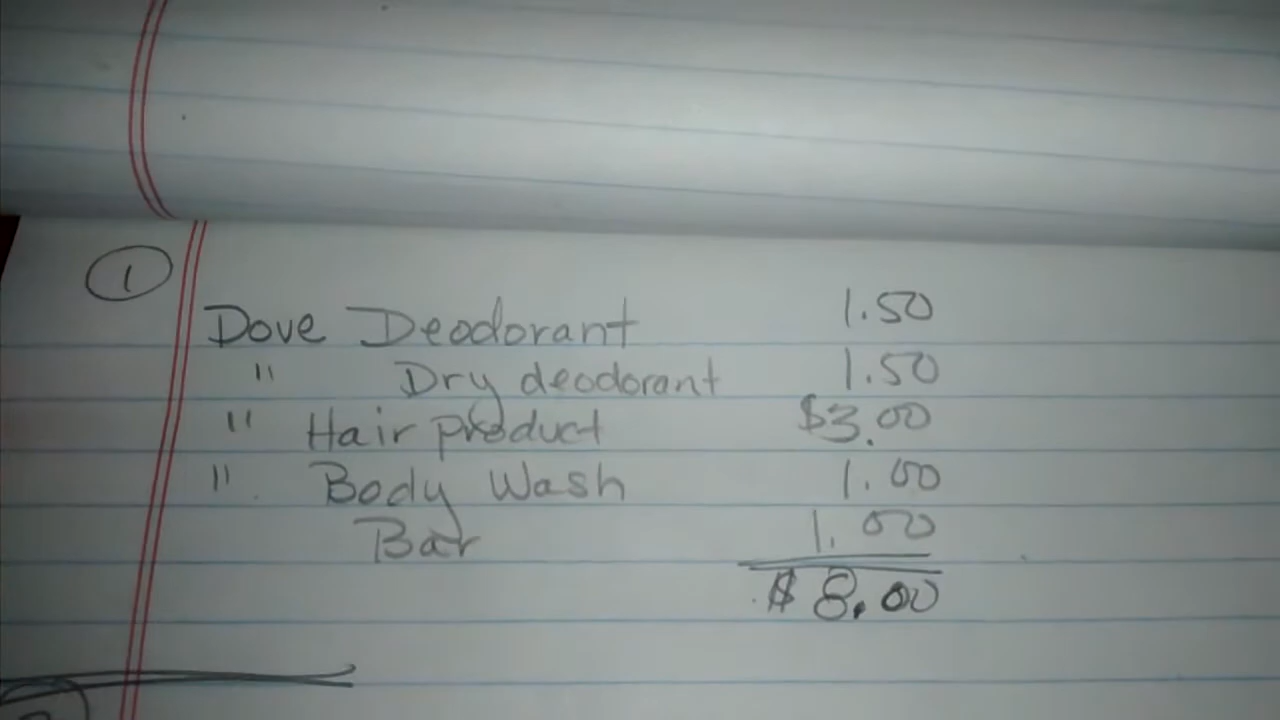 1
Dove Deodorant 1.50
" Dry deodorant 1.50
" Hair product $3.00
" Body Wash 1.00
Bar 1.00
$8.00